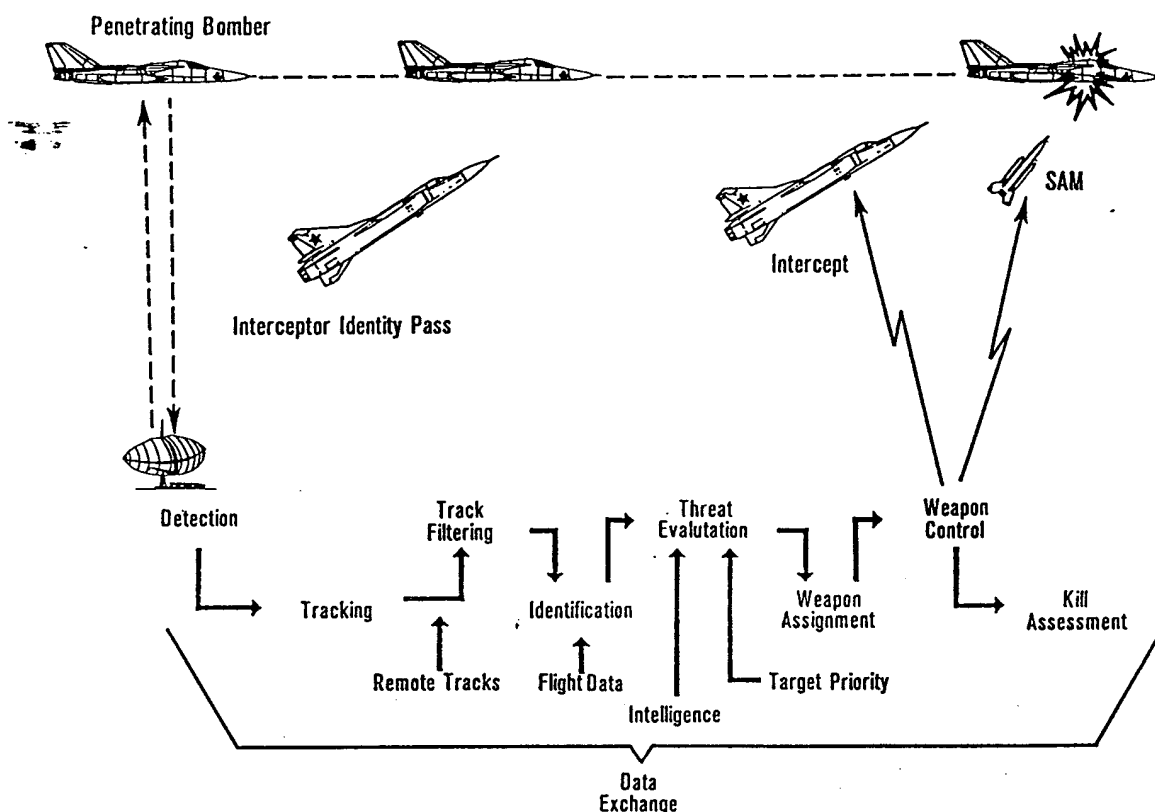 Penetrating Bomber
SAM
Intercept
Interceptor Identity Pass
Detection
Track
Filtering
Threat
Evalutation
Weapon
Control
Tracking
Identification
Weapon
Assignment
Kill
Assessment
Remote Tracks
Flight Data
Target Priority
Intelligence
Data
Exchange